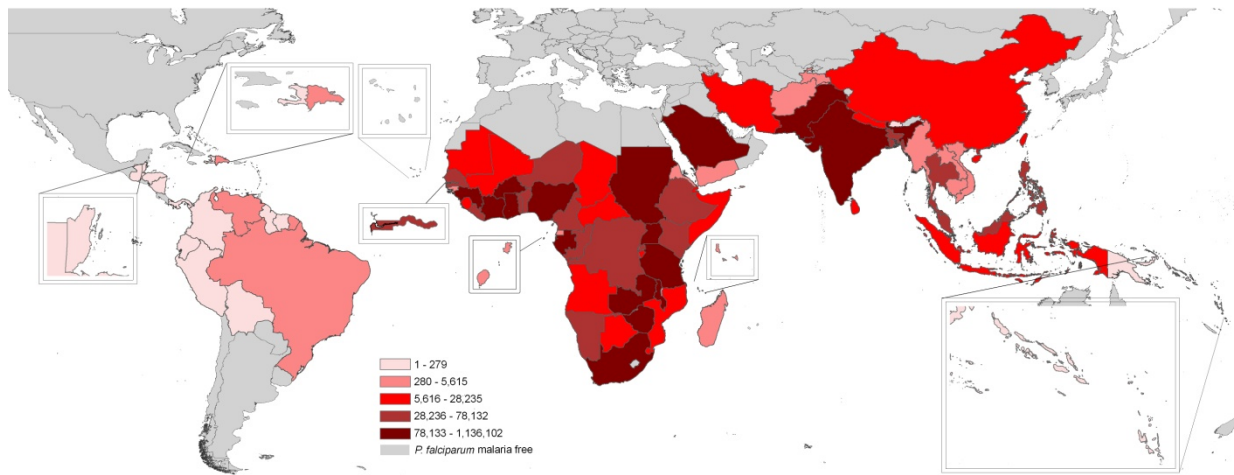 1 - 279
280 - 5,615
5,616 - 28,235
28,236 - 78,132
78,133 - 1,136,102
P. falciparum malaria free